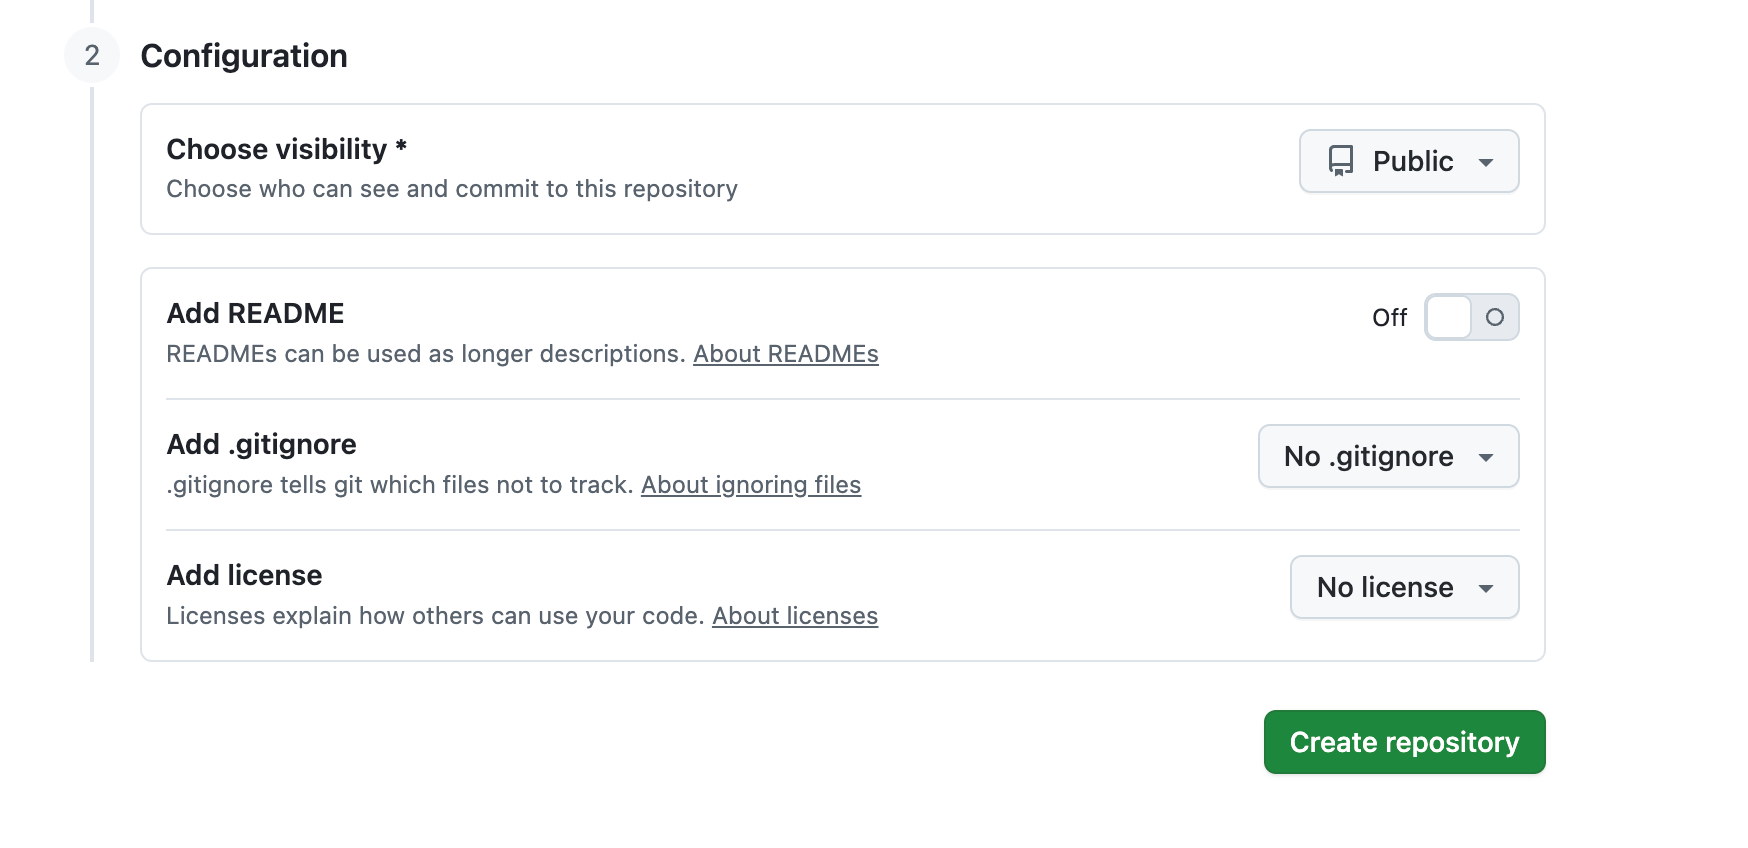 2
Configuration
Choose visibility *
Choose who can see and commit to this repository
Public
Add README
READMEs can be used as longer descriptions. About READMEs
Off
Add .gitignore
.gitignore tells git which files not to track. About ignoring files
No .gitignore
Add license
Licenses explain how others can use your code. About licenses
No license
Create repository